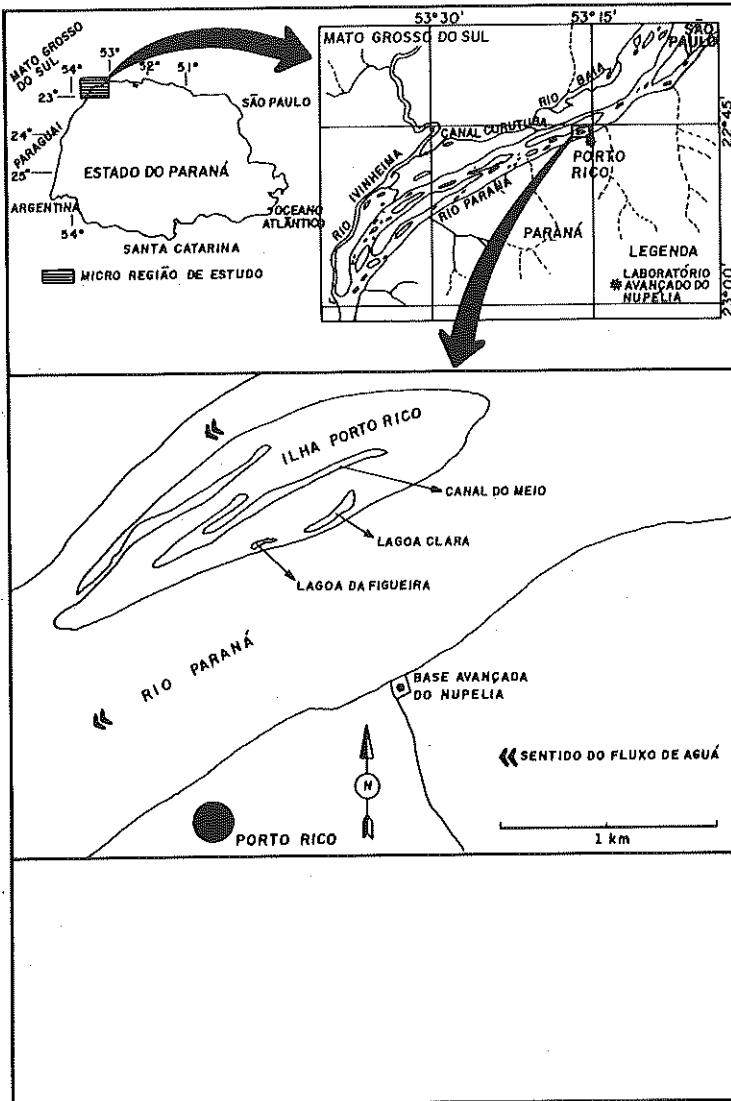 MATO GROSSO
DO SUL
54°
53°
52°
51°
23°
24°
25°
PARAGUAI
SÃO PAULO
ESTADO DO PARANÁ
ARGENTINA
54°
OCEANO
ATLÂNTICO
SANTA CATARINA
MICRO REGIÃO DE ESTUDO
53° 30'
53° 15'
MATO GROSSO DO SUL
SÃO
PAULO
RIO BAIA
22° 45'
CANAL CURUTUBA
RIO IVINHEIMA
PORTO
RICO
RIO PARANÁ
PARANÁ
LEGENDA
LABORATÓRIO
AVANÇADO DO
NUPELIA
23° 00'
ILHA PORTO RICO
CANAL DO MEIO
LAGOA CLARA
LAGOA DA FIGUEIRA
RIO PARANÁ
BASE AVANÇADA
DO NUPELIA
SENTIDO DO FLUXO DE AGUÁ
N
1 km
PORTO RICO